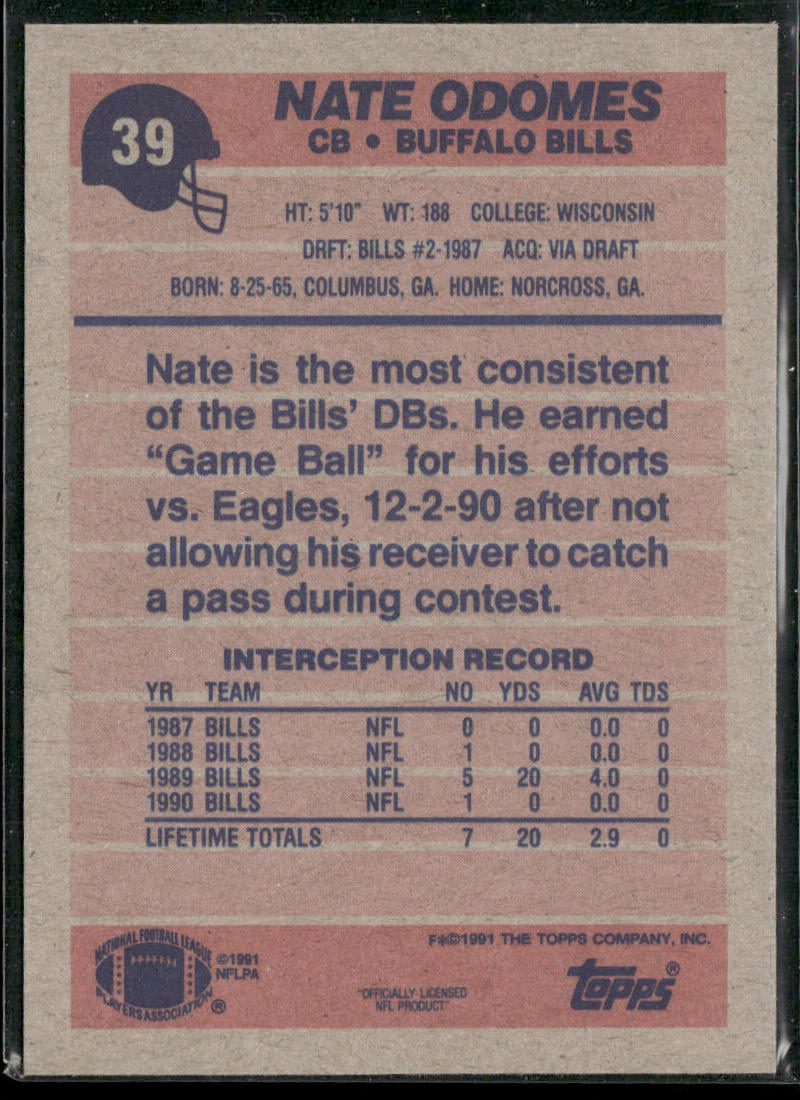 39
NATE ODOMES
CB • BUFFALO BILLS
HT: 5'10" WT: 188 COLLEGE: WISCONSIN
DRFT: BILLS #2-1987 ACQ: VIA DRAFT
BORN: 8-25-65, COLUMBUS, GA. HOME: NORCROSS, GA.
Nate is the most consistent
of the Bills’ DBs. He earned
“Game Ball” for his efforts
vs. Eagles, 12-2-90 after not
allowing his receiver to catch
a pass during contest.
INTERCEPTION RECORD
YR TEAM NO YDS AVG TDS
1987 BILLS NFL 0 0 0.0 0
1988 BILLS NFL 1 0 0.0 0
1989 BILLS NFL 5 20 4.0 0
1990 BILLS NFL 1 0 0.0 0
LIFETIME TOTALS 7 20 2.9 0
NATIONAL FOOTBALL LEAGUE
PLAYERS ASSOCIATION ®
©1991
NFLPA
F*©1991 THE TOPPS COMPANY, INC.
"OFFICIALLY LICENSED
NFL PRODUCT"
Topps®